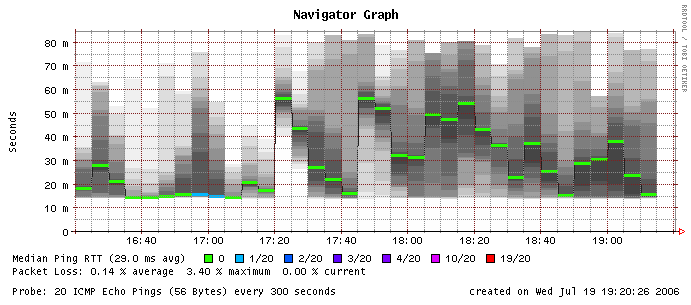 Navigator Graph
RRDTOOL / TOBI OETIKER
Seconds
80 m
70 m
60 m
50 m
40 m
30 m
20 m
10 m
0
16:40 17:00 17:20 17:40 18:00 18:20 18:40 19:00
Median Ping RTT (29.0 ms avg) 0 1/20 2/20 3/20 4/20 10/20 19/20
Packet Loss: 0.14 % average 3.40 % maximum 0.00 % current
Probe: 20 ICMP Echo Pings (56 Bytes) every 300 seconds created on Wed Jul 19 19:20:26 2006